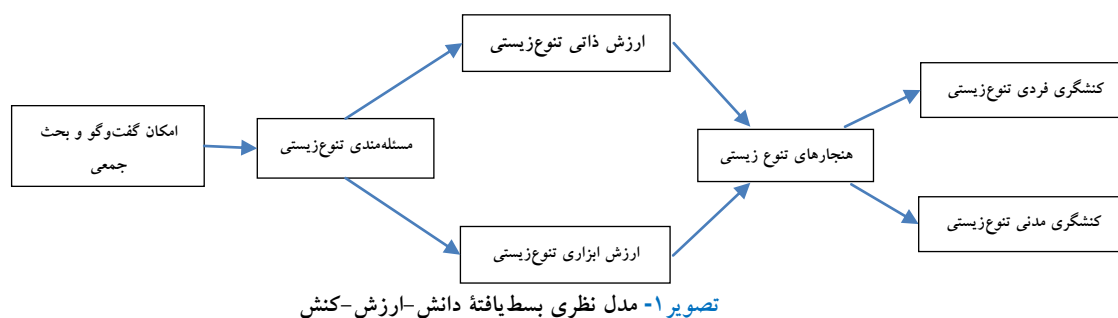 امکان گفت‌وگو و بحث
جمعی
مسئله‌مندی تنوع‌زیستی
ارزش ذاتی تنوع‌زیستی
ارزش ابزاری تنوع‌زیستی
هنجارهای تنوع زیستی
کنشگری فردی تنوع‌زیستی
کنشگری مدنی تنوع‌زیستی
تصویر۱- مدل نظری بسط‌یافتهٔ دانش-ارزش-کنش